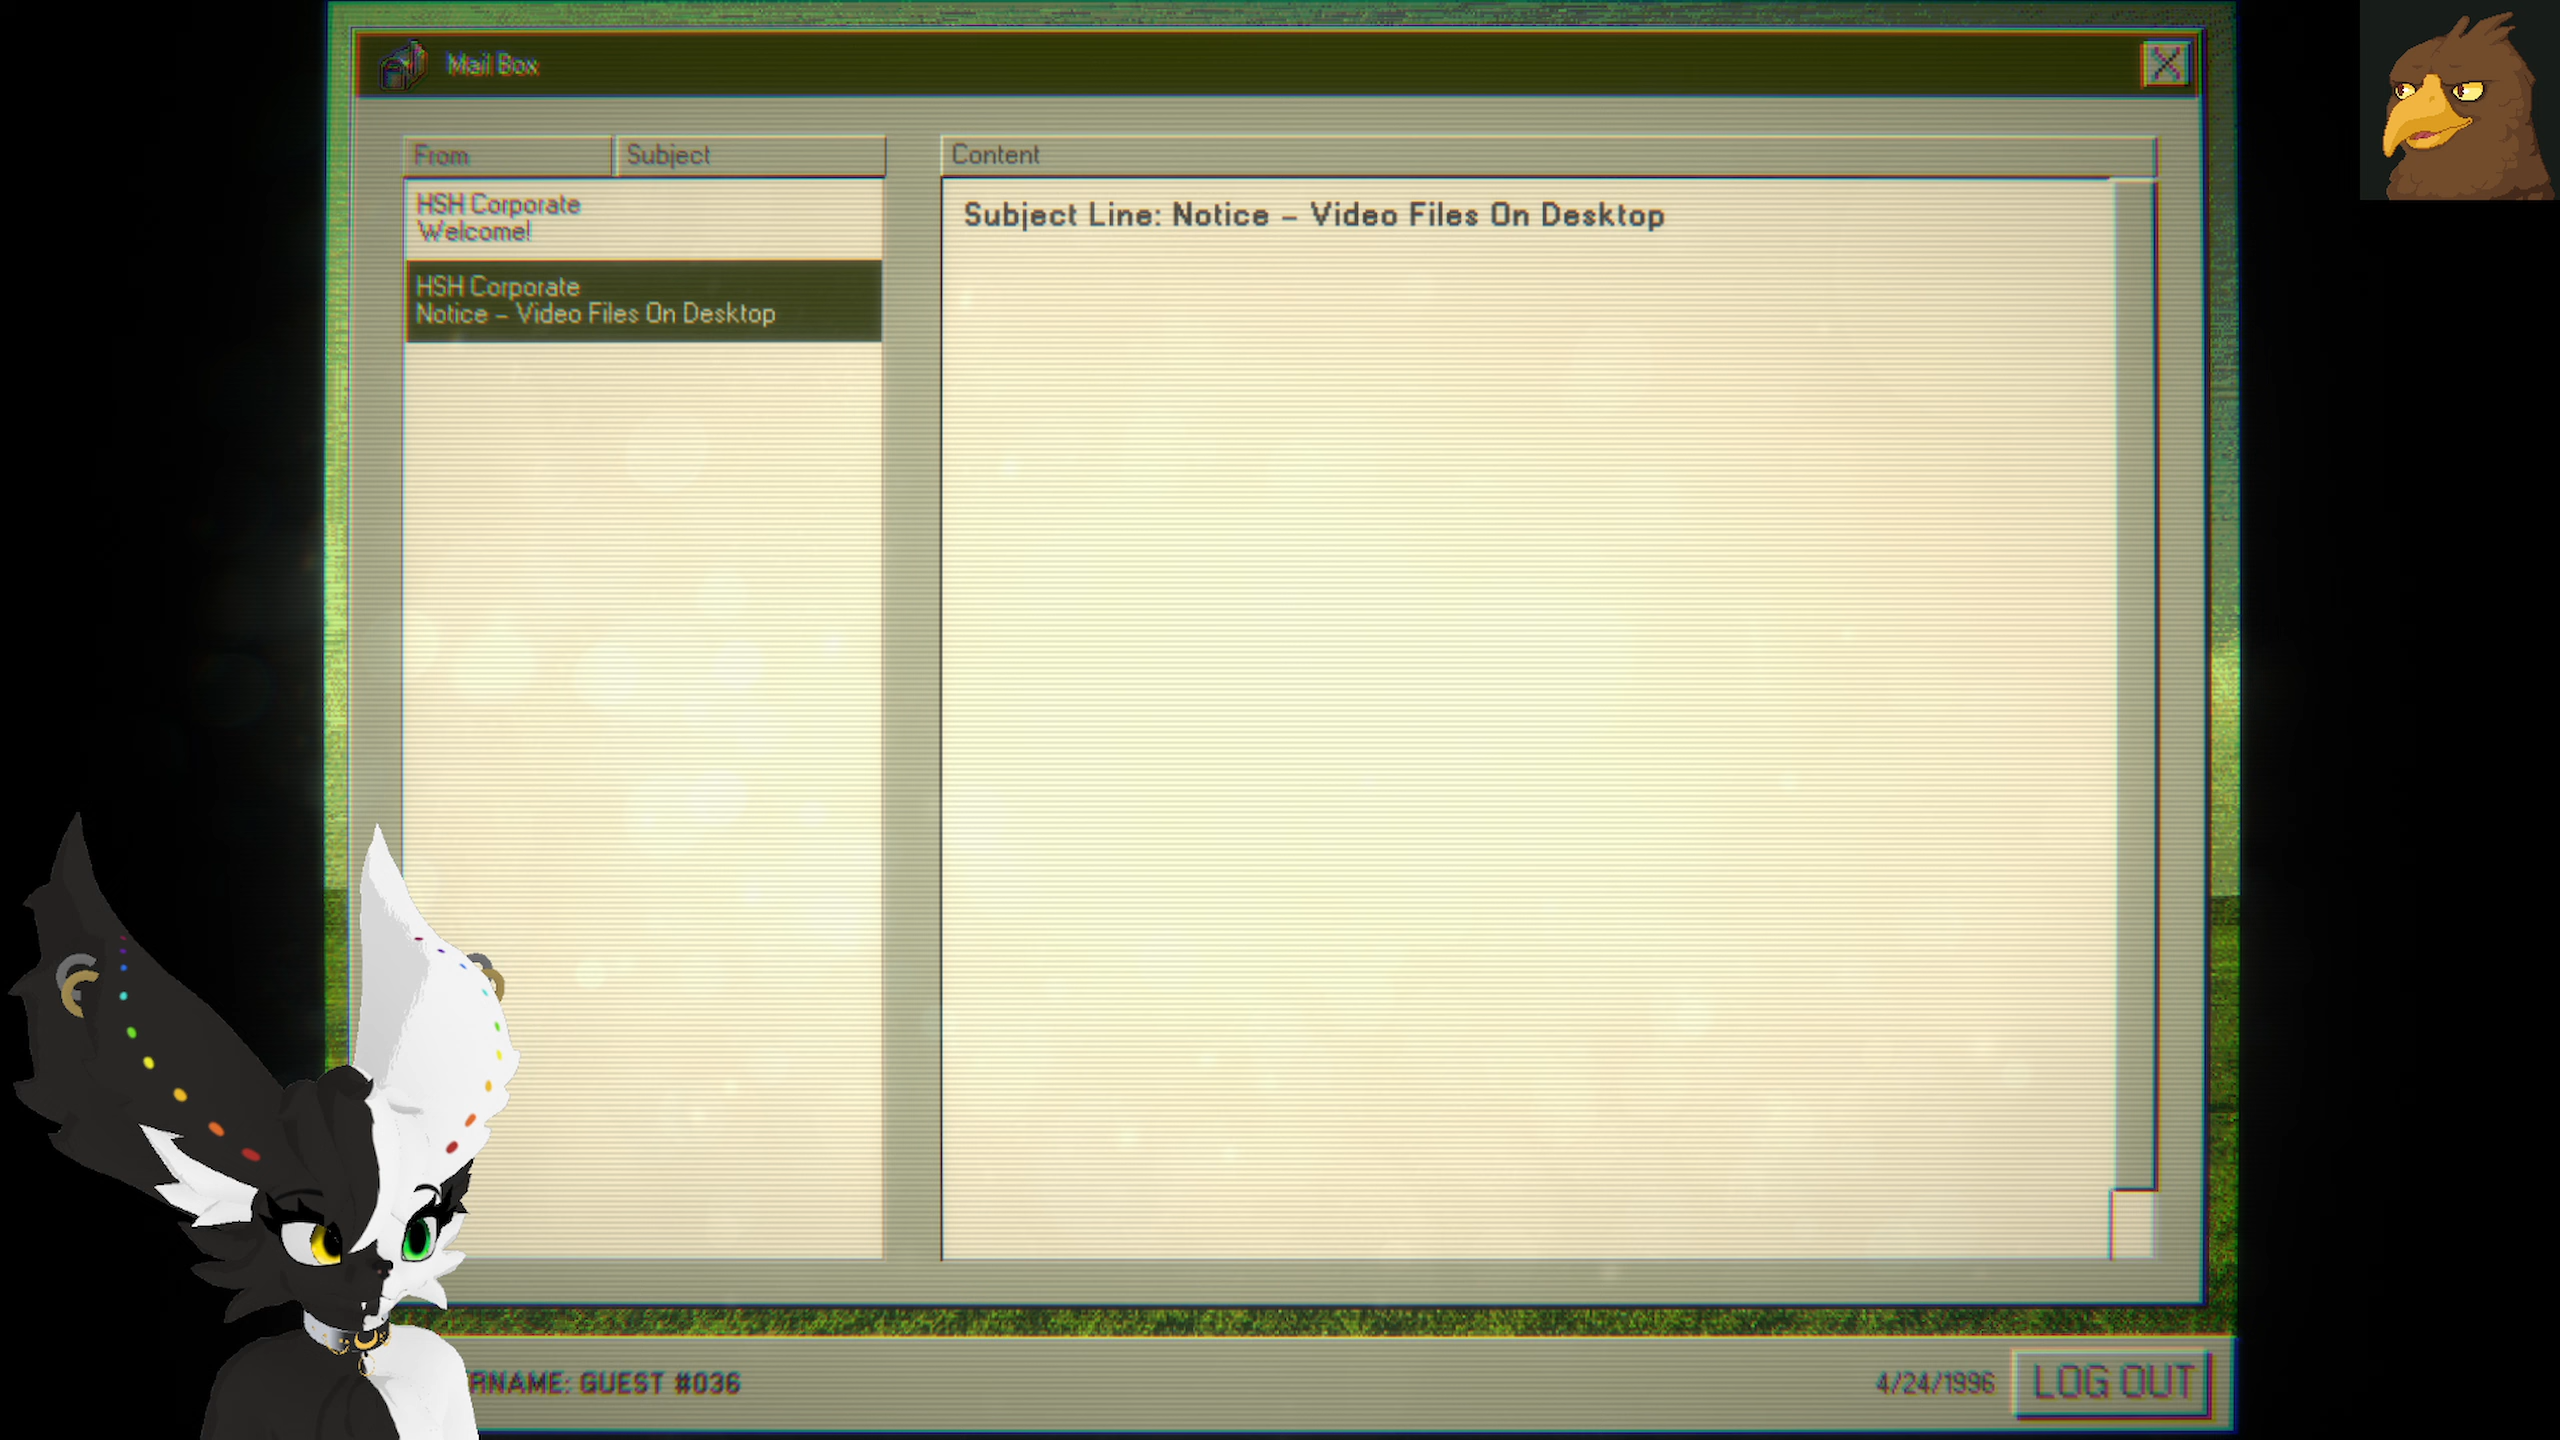 Mail Box
From
Subject
Content
HSH Corporate
Welcome!
HSH Corporate
Notice – Video Files On Desktop
Subject Line: Notice – Video Files On Desktop
RNAME: GUEST #036
4/24/1996
LOG OUT